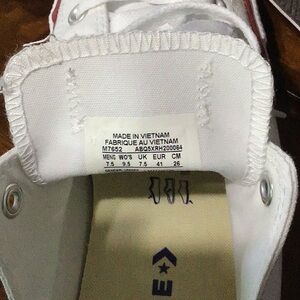 MADE IN VIETNAM
FABRIQUE AU VIETNAM
M7652 ABQ5XRH200064
MENS WO'S UK EUR CM
7.5 9.5 7.5 41 26